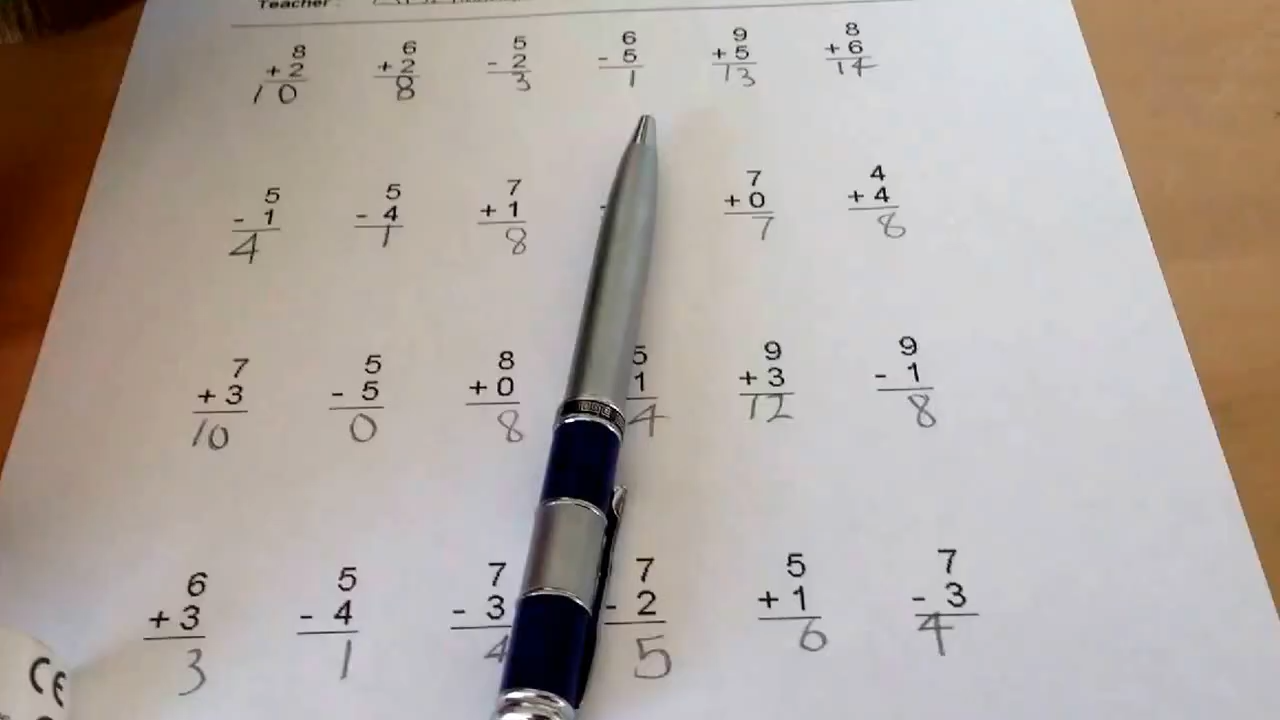 Teacher :
8 6 5 6 9 8
+ 2 + 2 - 2 - 5 + 5 + 6
10 8 3 1 13 14
5 5 7 7 4
- 1 - 4 + 1 + 0 + 4
4 1 8 7 8
7 5 8 5 9 9
+ 3 - 5 + 0 1 + 3 - 1
10 0 8 4 12 8
6 5 7 7 5 7
+ 3 - 4 - 3 - 2 + 1 - 3
3 1 4 5 6 4
CE